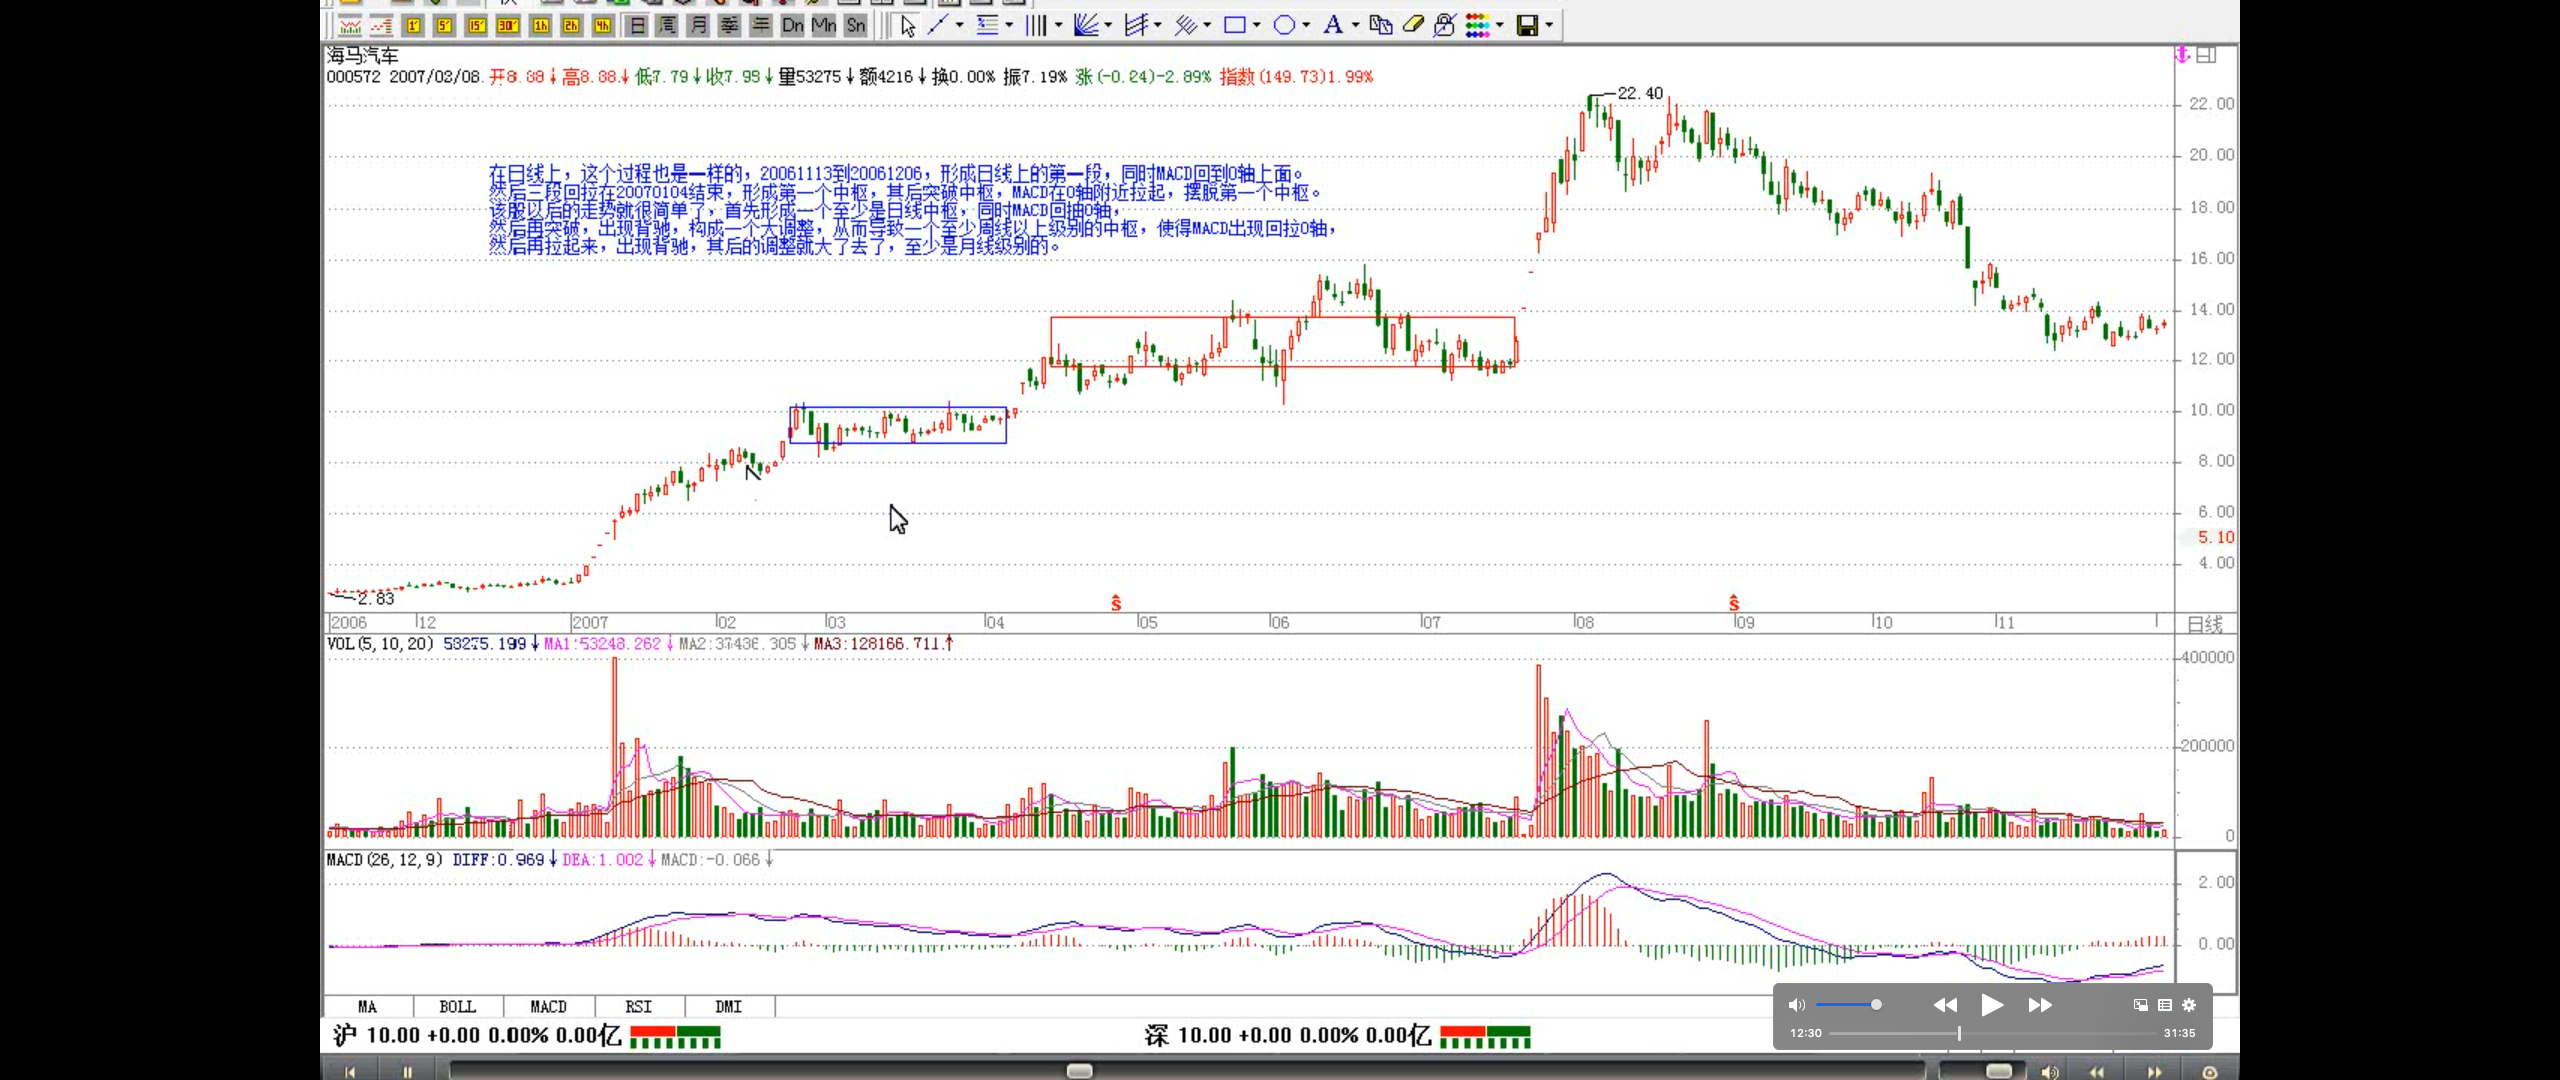 1' 5' 15' 30' 1h 2h 4h 日 周 月 季 年 Dn Mn Sn A
海马汽车
000572 2007/03/08. 开8.38↓高8.38↓低7.79↓收7.93↓量53275↓额4216↓换0.00% 振7.19% 涨(-0.24)-2.89% 指数(149.73)1.99%
22.40
22.00
在日线上，这个过程也是一样的，20061113到20061206，形成日线上的第一段，同时MACD回到0轴上面。
20.00
然后三段回拉在20070104结束，形成第一个中枢，其后突破中枢，MACD在0轴附近拉起，摆脱第一个中枢。
该股以后的走势就很简单了，首先形成一个至少是日线中枢，同时MACD回抽0轴，
18.00
然后再突破，出现背驰，构成一个大调整，从而导致一个至少周线以上级别的中枢，使得MACD出现回拉0轴，
然后再拉起来，出现背驰，其后的调整就大了去了，至少是月线级别的。
16.00
14.00
12.00
10.00
8.00
6.00
5.10
4.00
2.83
S S
2006 12 2007 02 03 04 05 06 07 08 09 10 11 日线
VOL(5,10,20) 53275.199↓MA1:53248.262↓MA2:37436.305↓MA3:128166.711↑
400000
200000
0
MACD(26,12,9) DIFF:0.969↓DEA:1.002↓MACD:-0.066↓
2.00
0.00
MA BOLL MACD RSI DMI
沪 10.00 +0.00 0.00% 0.00亿 深 10.00 +0.00 0.00% 0.00亿
12:30 31:35